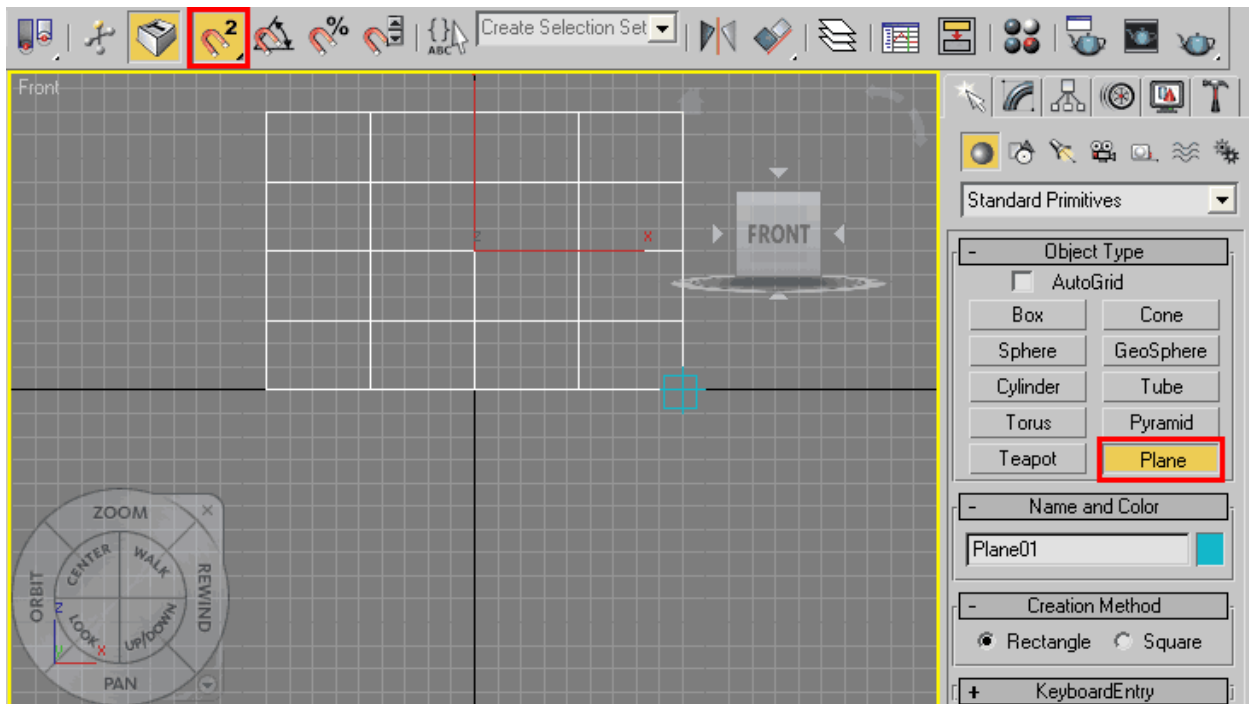 2
%
{}
ABC
Create Selection Set
Front
z
x
FRONT
Standard Primitives
- Object Type
AutoGrid
Box Cone
Sphere GeoSphere
Cylinder Tube
Torus Pyramid
Teapot Plane
- Name and Color
Plane01
- Creation Method
Rectangle Square
+ KeyboardEntry
ZOOM
CENTER WALK
ORBIT REWIND
LOOK UP/DOWN
PAN
z
y x